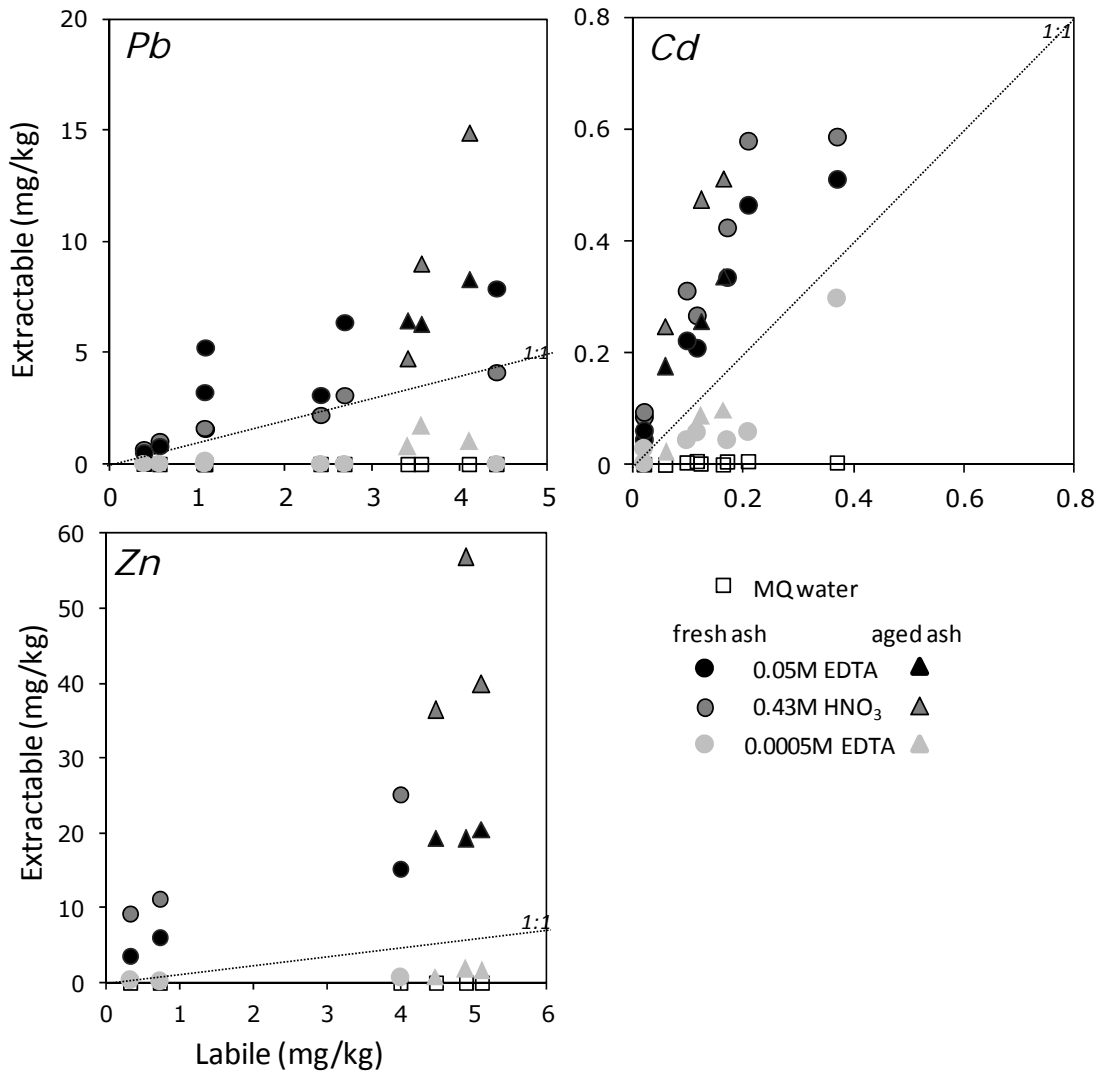 Pb
20
15
10
5
0
0 1 2 3 4 5
1:1
Extractable (mg/kg)
Cd
0.8
0.6
0.4
0.2
0
0 0.2 0.4 0.6 0.8
1:1
Zn
60
50
40
30
20
10
0
0 1 2 3 4 5 6
1:1
Extractable (mg/kg)
Labile (mg/kg)
MQ water
fresh ash aged ash
0.05M EDTA
0.43M HNO₃
0.0005M EDTA